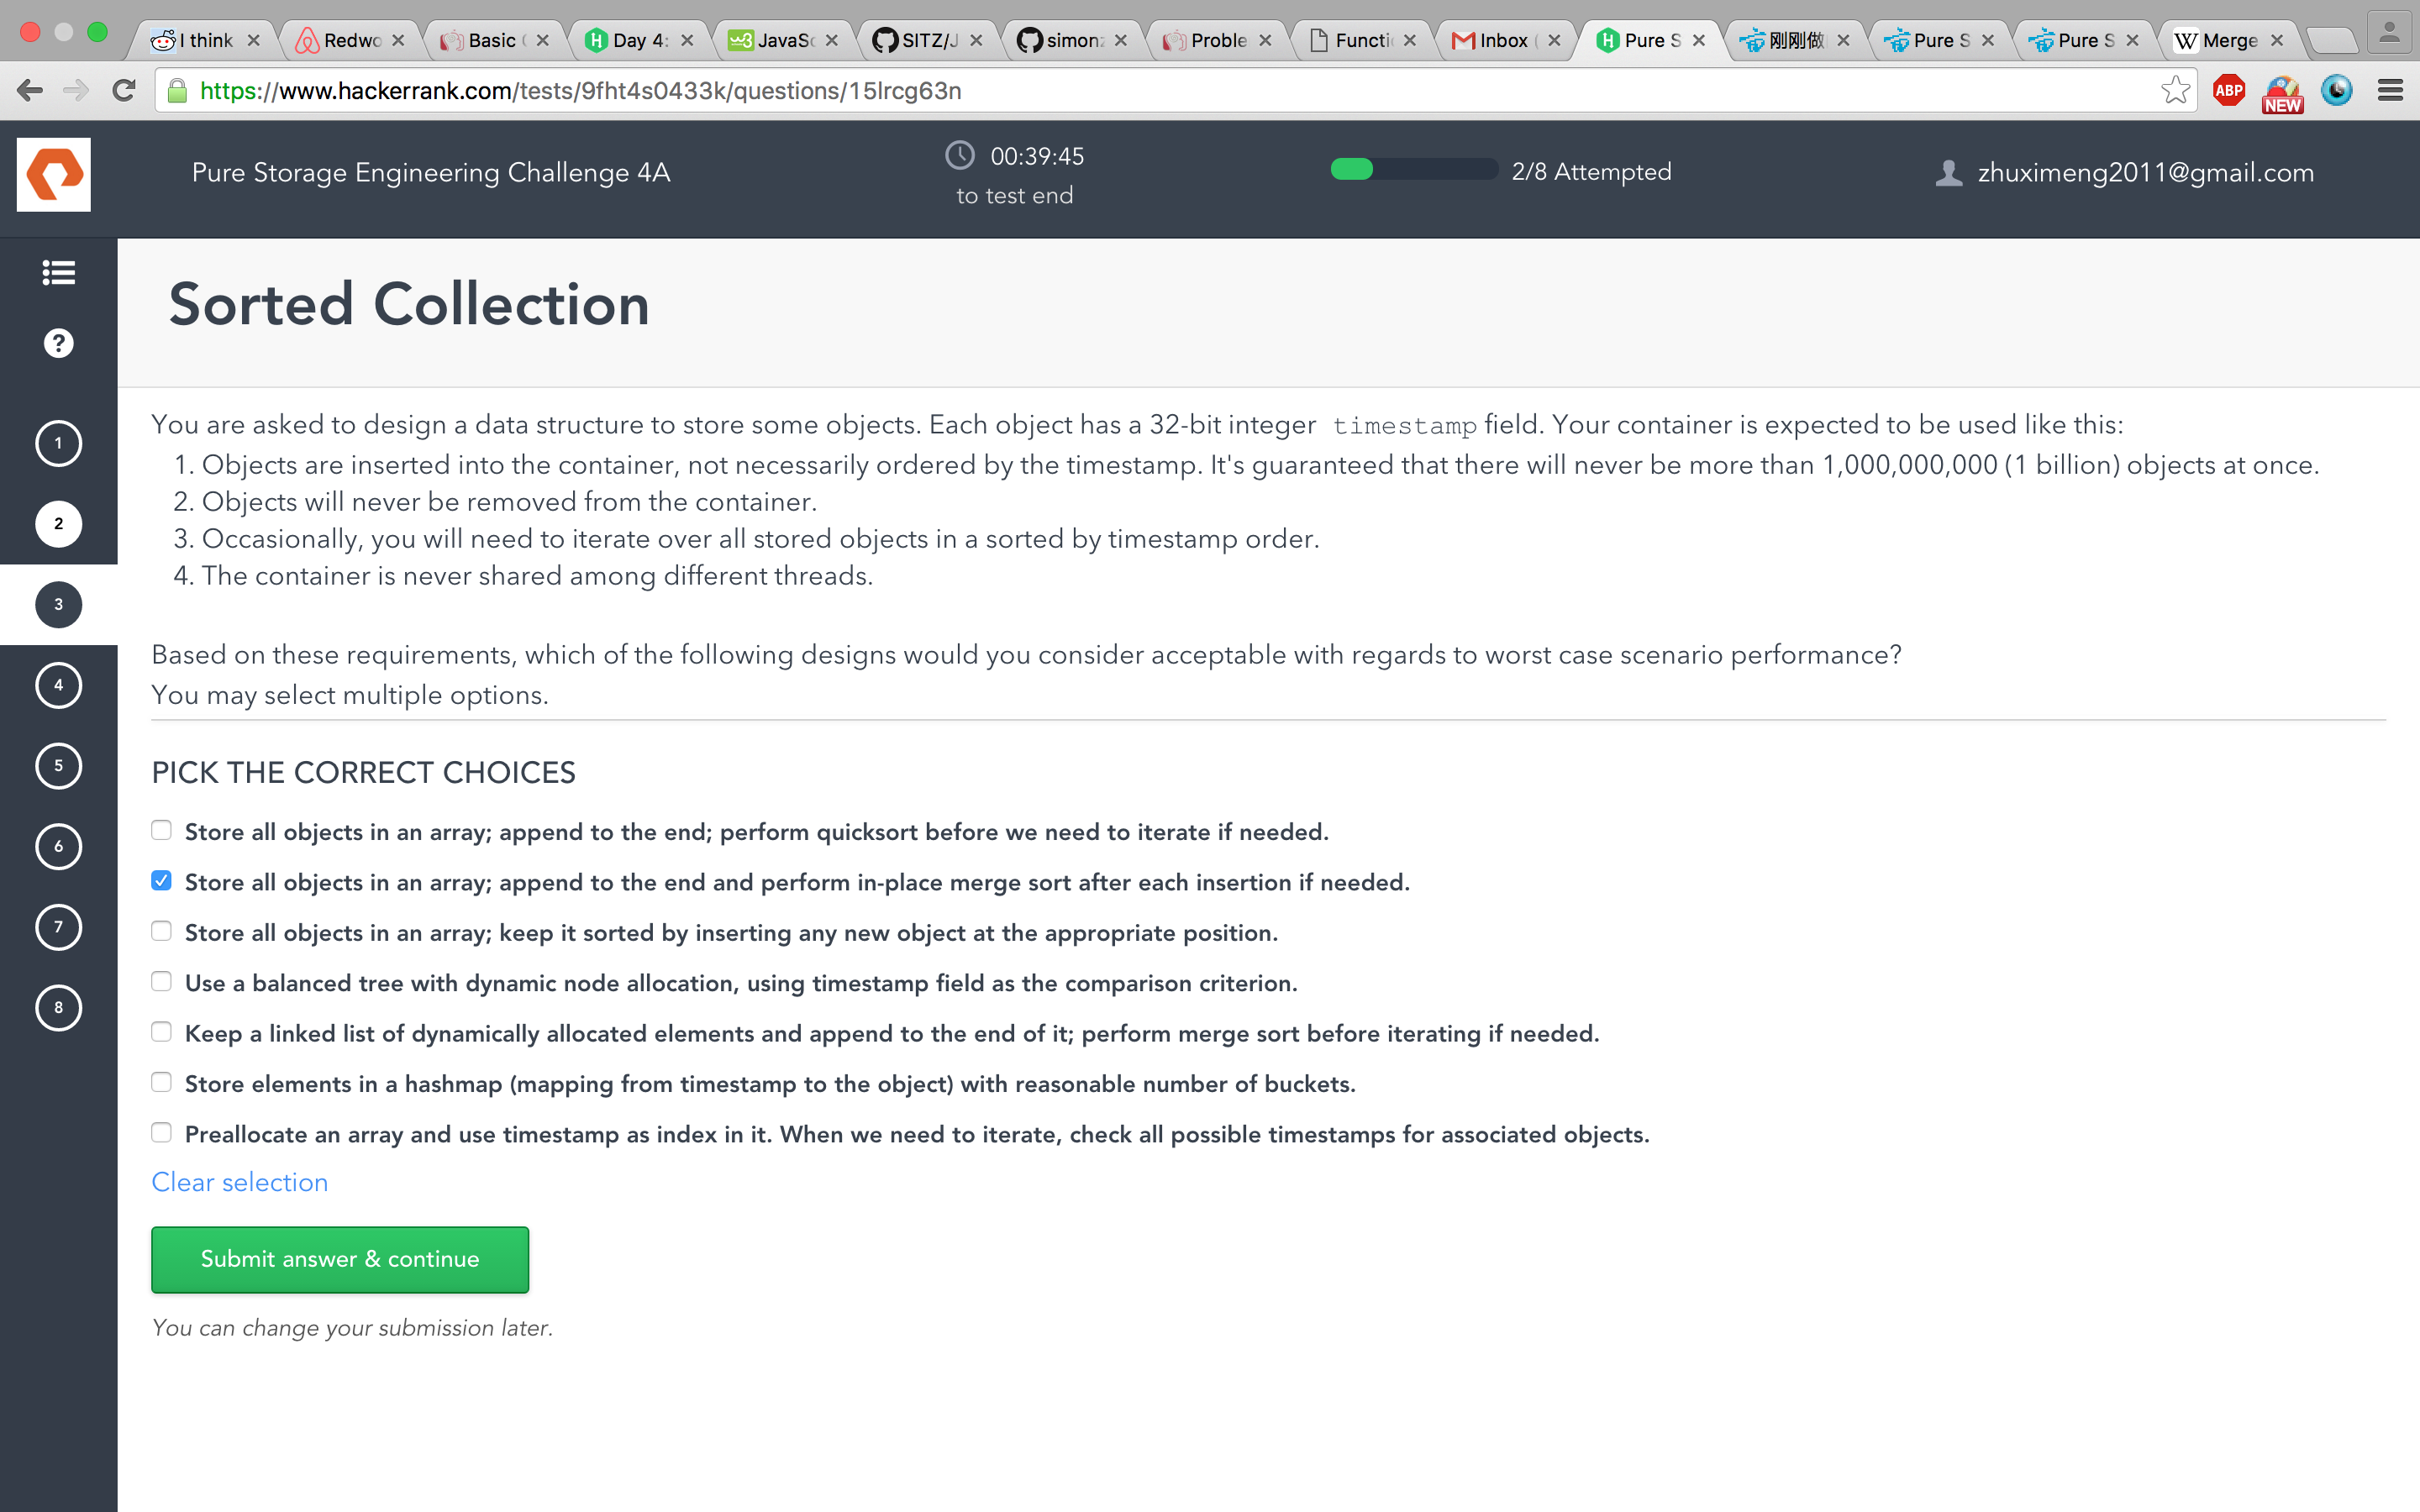 I think
Redwo
Basic (
Day 4:
JavaSc
SITZ/J
simonz
Proble
Functi
Inbox (
Pure S
刚刚做
Pure S
Pure S
W Merge
https://www.hackerrank.com/tests/9fht4s0433k/questions/15lrcg63n
ABP
NEW
Pure Storage Engineering Challenge 4A
00:39:45
to test end
2/8 Attempted
zhuximeng2011@gmail.com
Sorted Collection
?
1
2
3
4
5
6
7
8
You are asked to design a data structure to store some objects. Each object has a 32-bit integer timestamp field. Your container is expected to be used like this:
1. Objects are inserted into the container, not necessarily ordered by the timestamp. It's guaranteed that there will never be more than 1,000,000,000 (1 billion) objects at once.
2. Objects will never be removed from the container.
3. Occasionally, you will need to iterate over all stored objects in a sorted by timestamp order.
4. The container is never shared among different threads.
Based on these requirements, which of the following designs would you consider acceptable with regards to worst case scenario performance?
You may select multiple options.
PICK THE CORRECT CHOICES
Store all objects in an array; append to the end; perform quicksort before we need to iterate if needed.
Store all objects in an array; append to the end and perform in-place merge sort after each insertion if needed.
Store all objects in an array; keep it sorted by inserting any new object at the appropriate position.
Use a balanced tree with dynamic node allocation, using timestamp field as the comparison criterion.
Keep a linked list of dynamically allocated elements and append to the end of it; perform merge sort before iterating if needed.
Store elements in a hashmap (mapping from timestamp to the object) with reasonable number of buckets.
Preallocate an array and use timestamp as index in it. When we need to iterate, check all possible timestamps for associated objects.
Clear selection
Submit answer & continue
You can change your submission later.